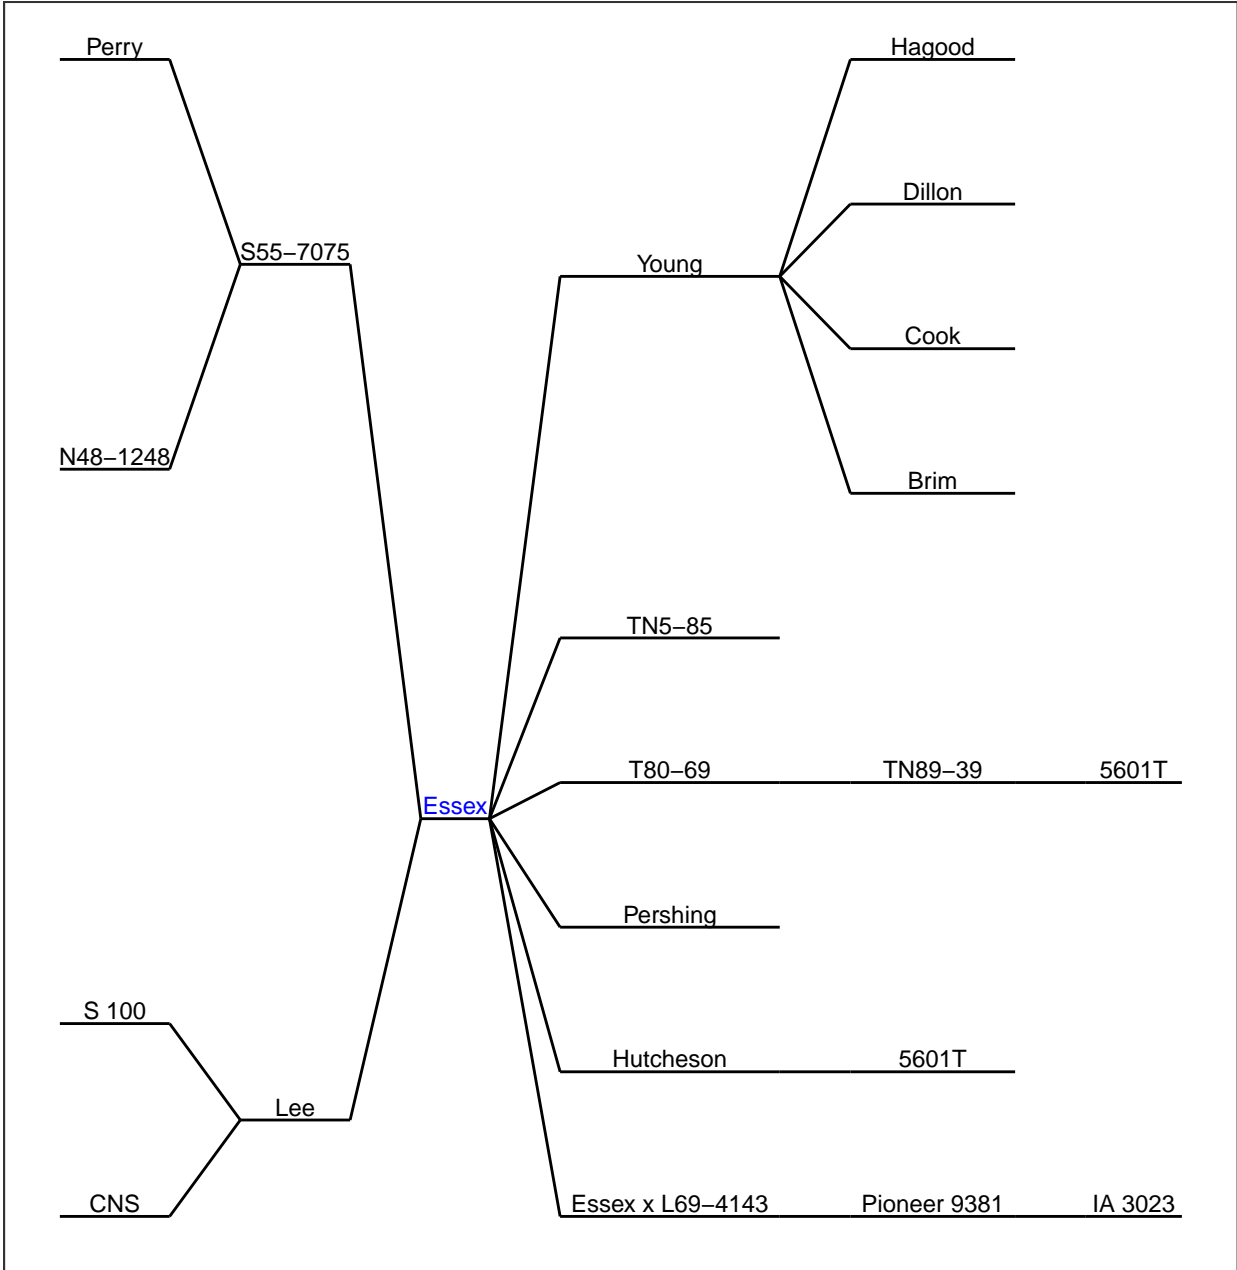 Perry
Hagood
Dillon
S55−7075
Young
Cook
N48−1248
Brim
TN5−85
T80−69 TN89−39 5601T
Essex
Pershing
S 100
Hutcheson 5601T
Lee
CNS
Essex x L69−4143 Pioneer 9381 IA 3023